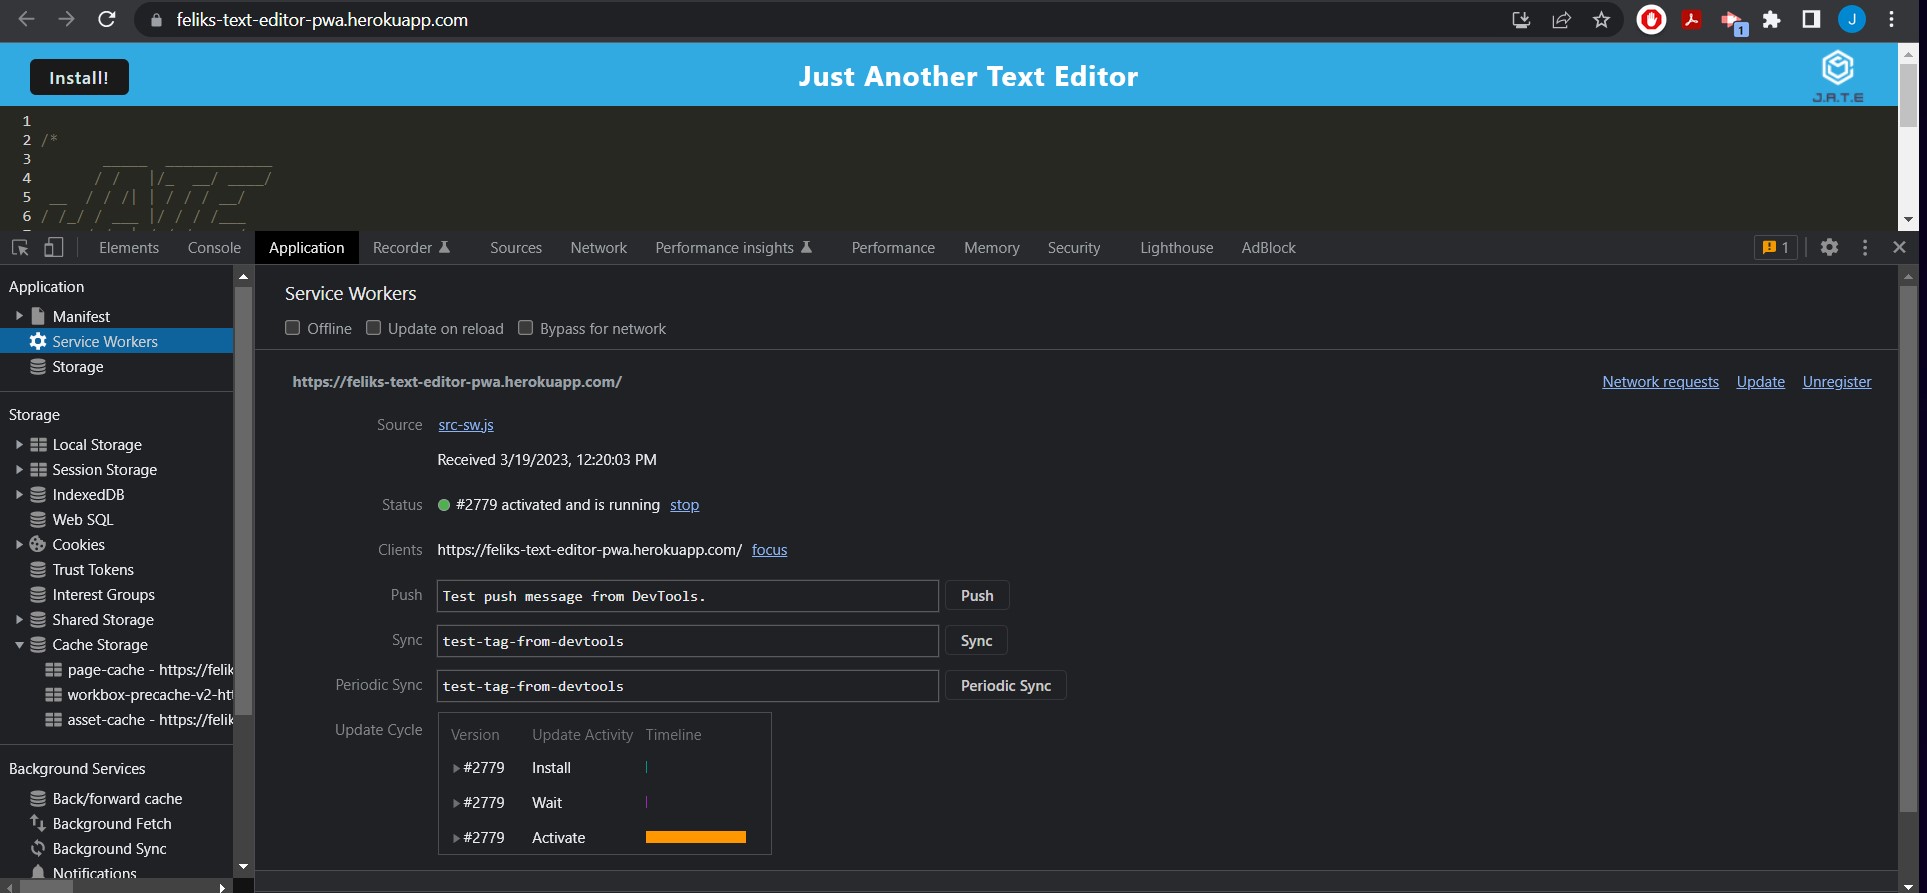 feliks-text-editor-pwa.herokuapp.com
1
J
Install!
Just Another Text Editor
J.A.T.E
1
2 /*
3
4
5
6
Elements Console Application Recorder Sources Network Performance insights Performance Memory Security Lighthouse AdBlock
1
Application
Manifest
Service Workers
Storage
Storage
Local Storage
Session Storage
IndexedDB
Web SQL
Cookies
Trust Tokens
Interest Groups
Shared Storage
Cache Storage
page-cache - https://felik
workbox-precache-v2-htt
asset-cache - https://felik
Background Services
Back/forward cache
Background Fetch
Background Sync
Notifications
Service Workers
Offline Update on reload Bypass for network
https://feliks-text-editor-pwa.herokuapp.com/ Network requests Update Unregister
Source src-sw.js
Received 3/19/2023, 12:20:03 PM
Status #2779 activated and is running stop
Clients https://feliks-text-editor-pwa.herokuapp.com/ focus
Push Test push message from DevTools. Push
Sync test-tag-from-devtools Sync
Periodic Sync test-tag-from-devtools Periodic Sync
Update Cycle Version Update Activity Timeline
#2779 Install
#2779 Wait
#2779 Activate